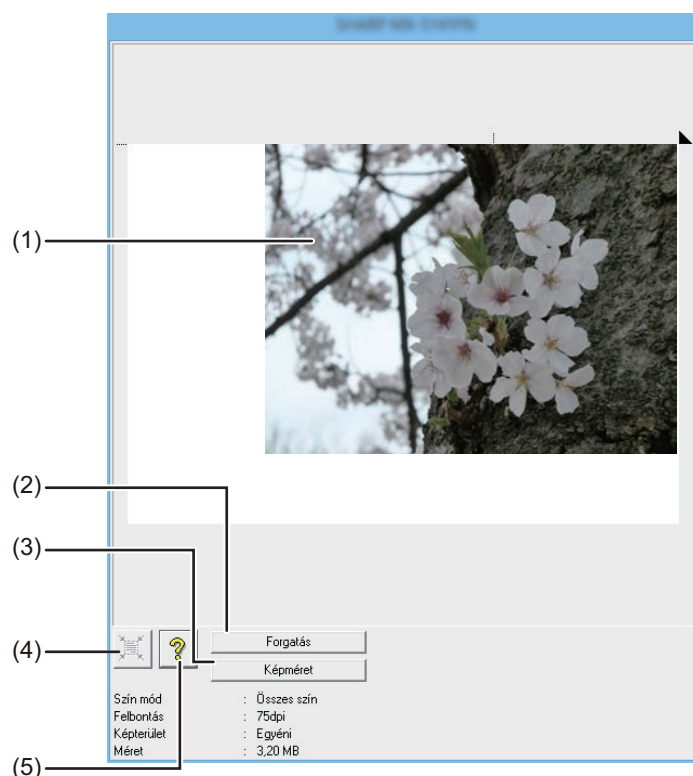 (1)
(2)
(3)
(4)
(5)
Forgatás
Képméret
Szín mód : Összes szín
Felbontás : 75dpi
Képterület : Egyéni
Méret : 3,20 MB